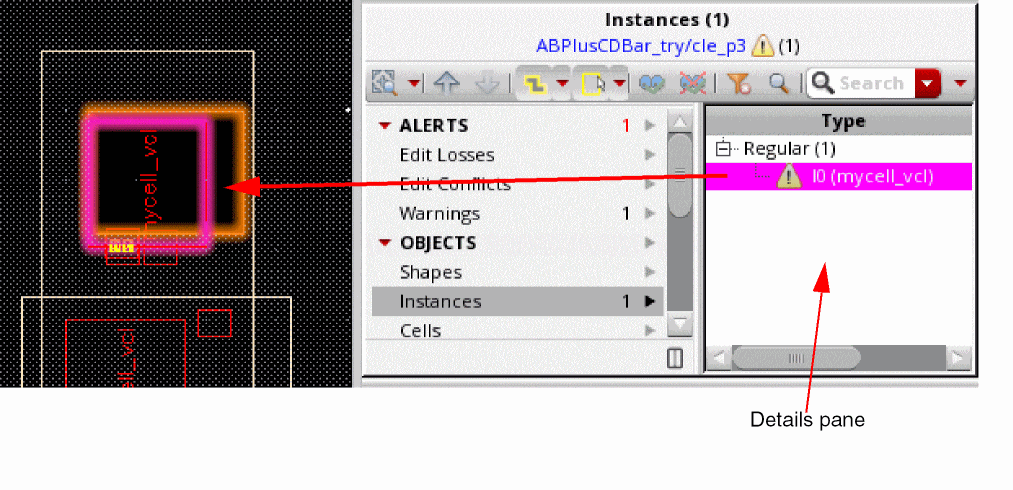 Instances (1)
ABPlusCDBar_try/cle_p3 (1)
Search
ALERTS 1
Edit Losses
Edit Conflicts
Warnings 1
OBJECTS
Shapes
Instances 1
Cells
Type
Regular (1)
I0 (mycell_vcl)
mycell_vcl
ell_vcl
Details pane